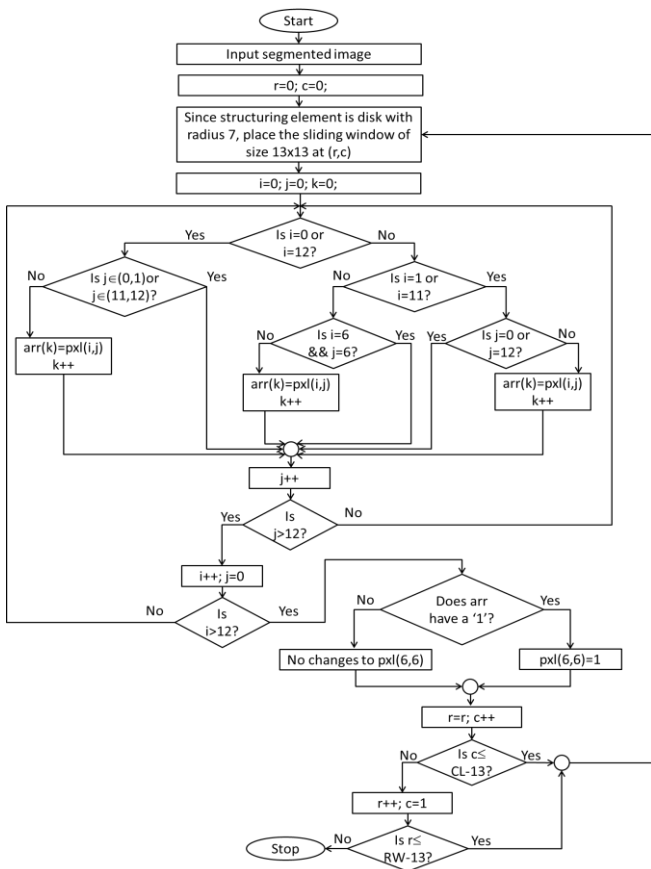 Start
Input segmented image
r=0; c=0;
Since structuring element is disk with
radius 7, place the sliding window of
size 13x13 at (r,c)
i=0; j=0; k=0;
Is i=0 or
i=12?
Yes
No
Is j∈(0,1)or
j∈(11,12)?
No
Yes
Is i=1 or
i=11?
No
Yes
arr(k)=pxl(i,j)
k++
Is i=6
&& j=6?
No
Yes
Is j=0 or
j=12?
Yes
No
arr(k)=pxl(i,j)
k++
arr(k)=pxl(i,j)
k++
j++
Is
j>12?
Yes
No
i++; j=0
Is
i>12?
No
Yes
Does arr
have a ‘1’?
No
Yes
No changes to pxl(6,6)
pxl(6,6)=1
r=r; c++
Is c≤
CL-13?
No
Yes
r++; c=1
Is r≤
RW-13?
No
Yes
Stop